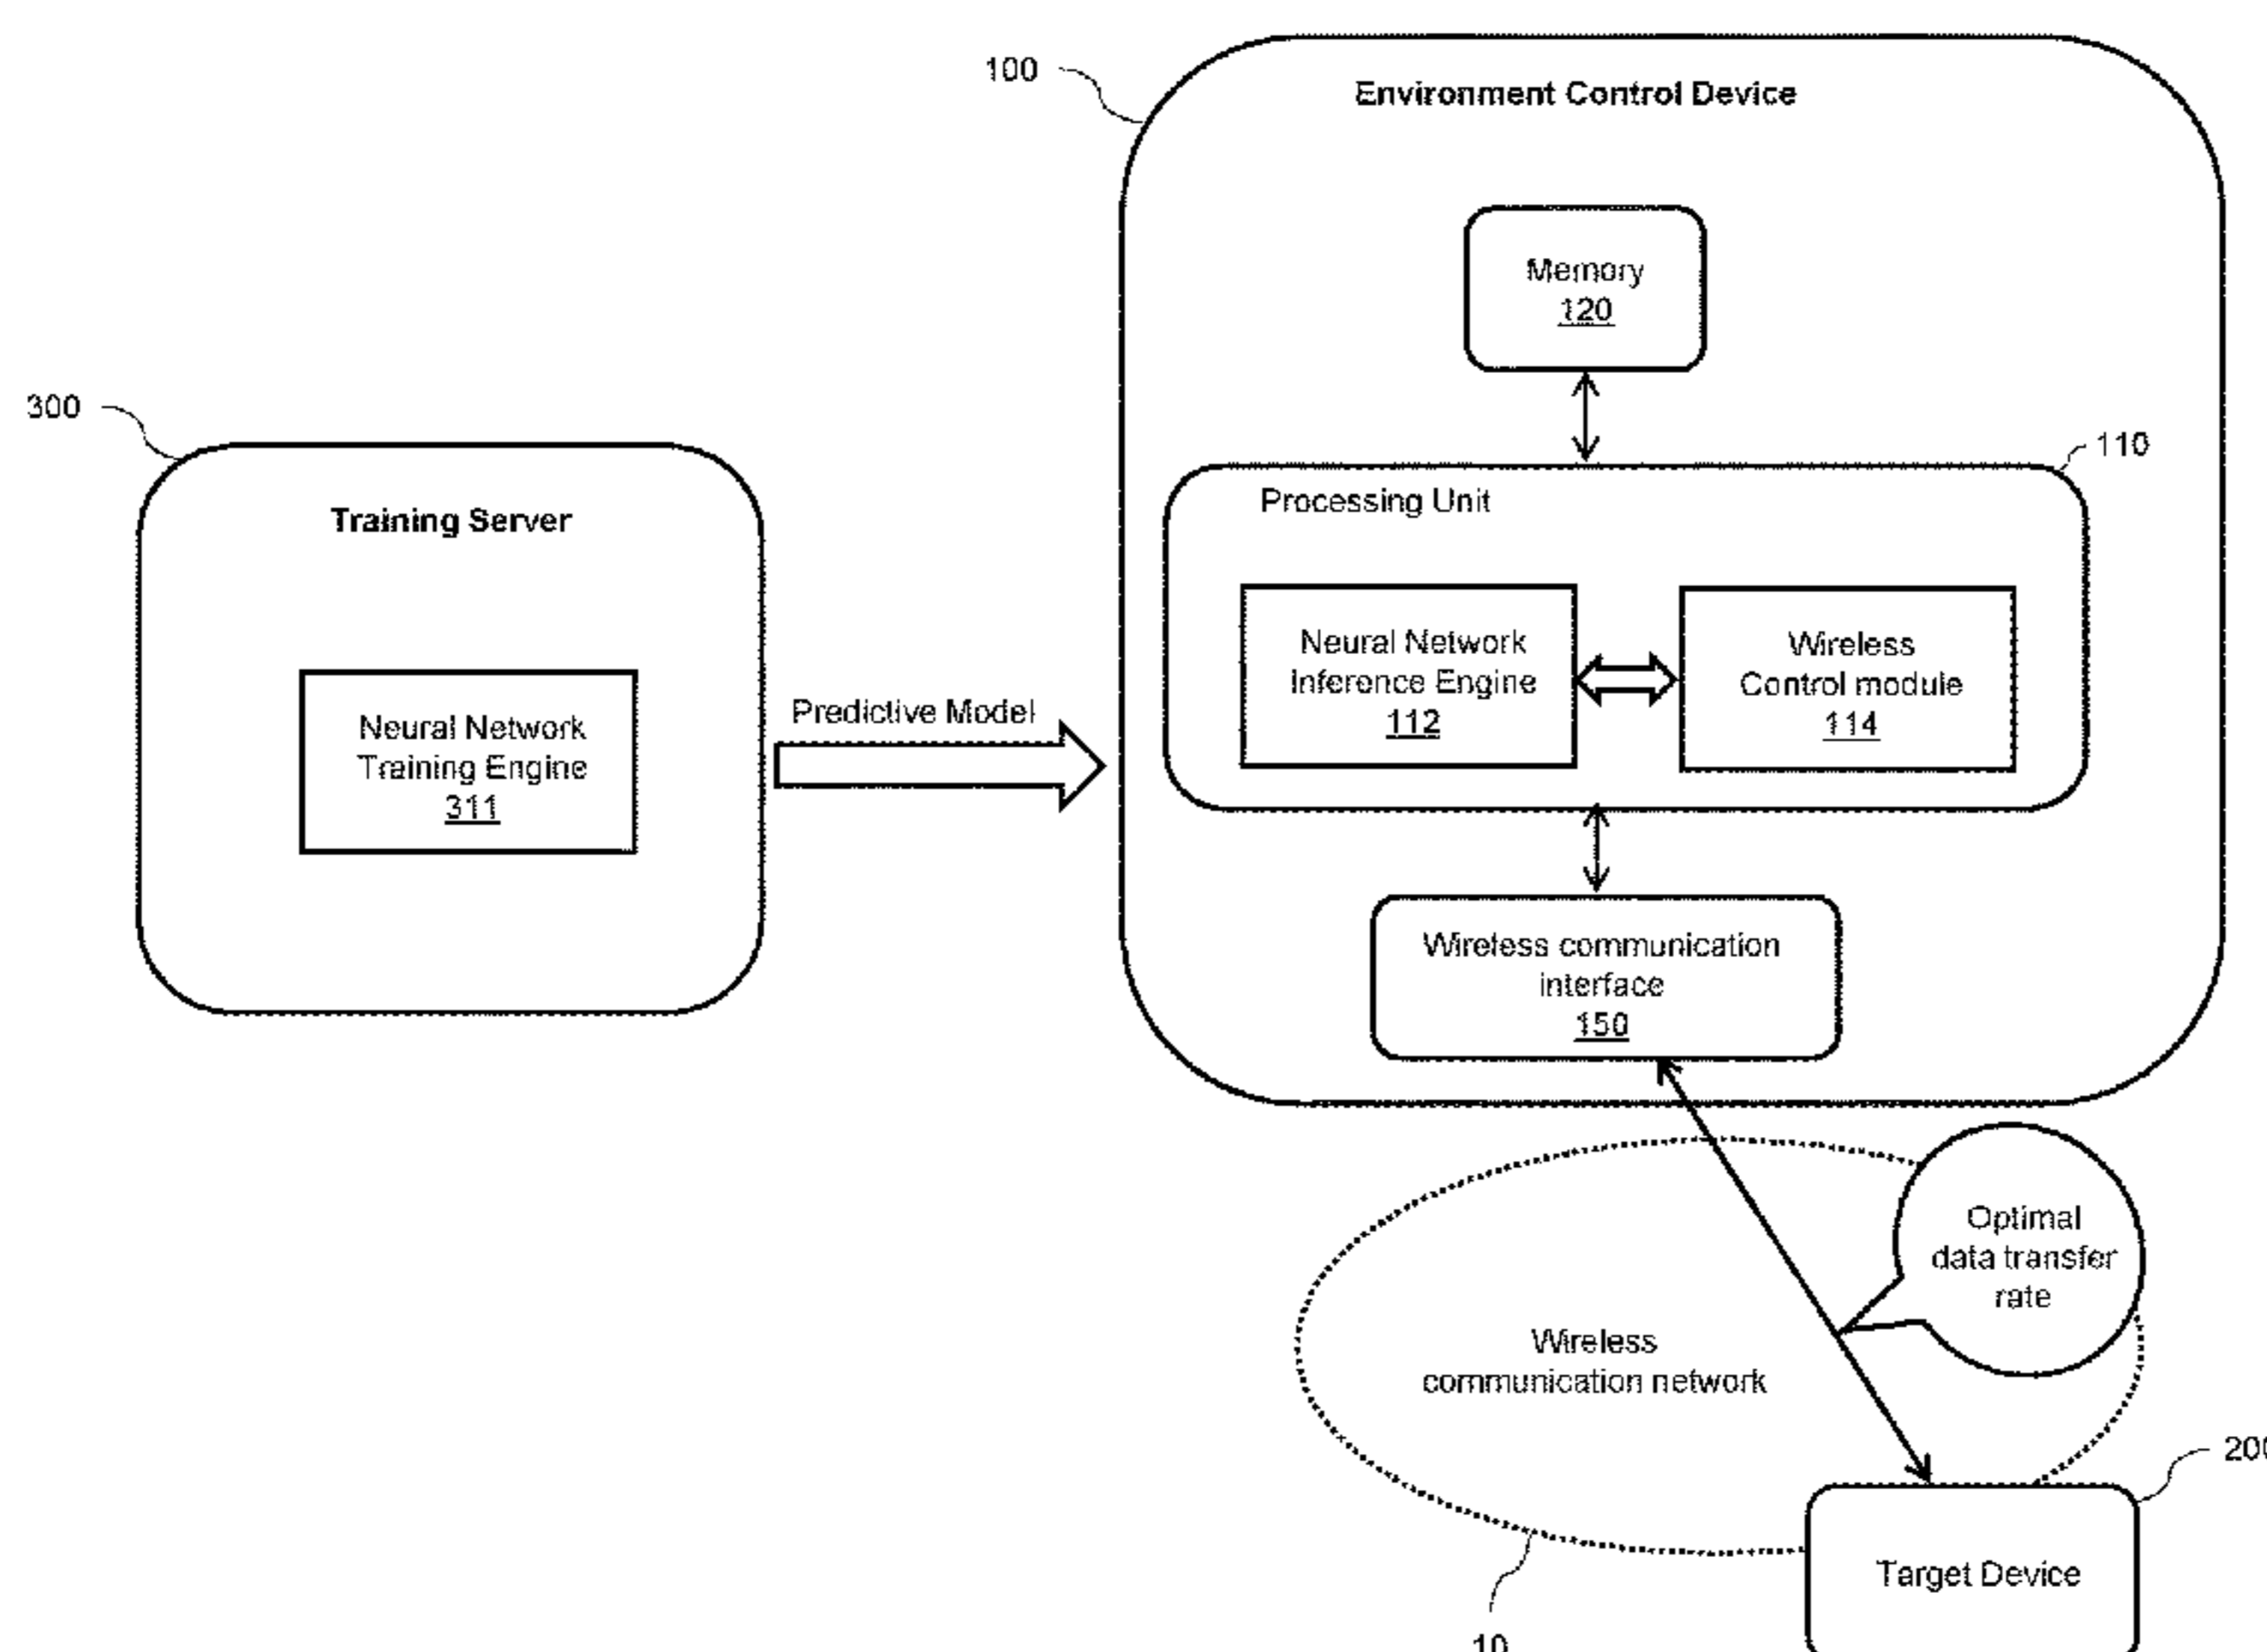 100
Environment Control Device
Memory
120
300
110
Processing Unit
Training Server
Neural Network
Inference Engine
112
Wireless
Control module
114
Neural Network
Training Engine
311
Predictive Model
Wireless communication
interface
150
Optimal
data transfer
rate
Wireless
communication network
200
Target Device
10